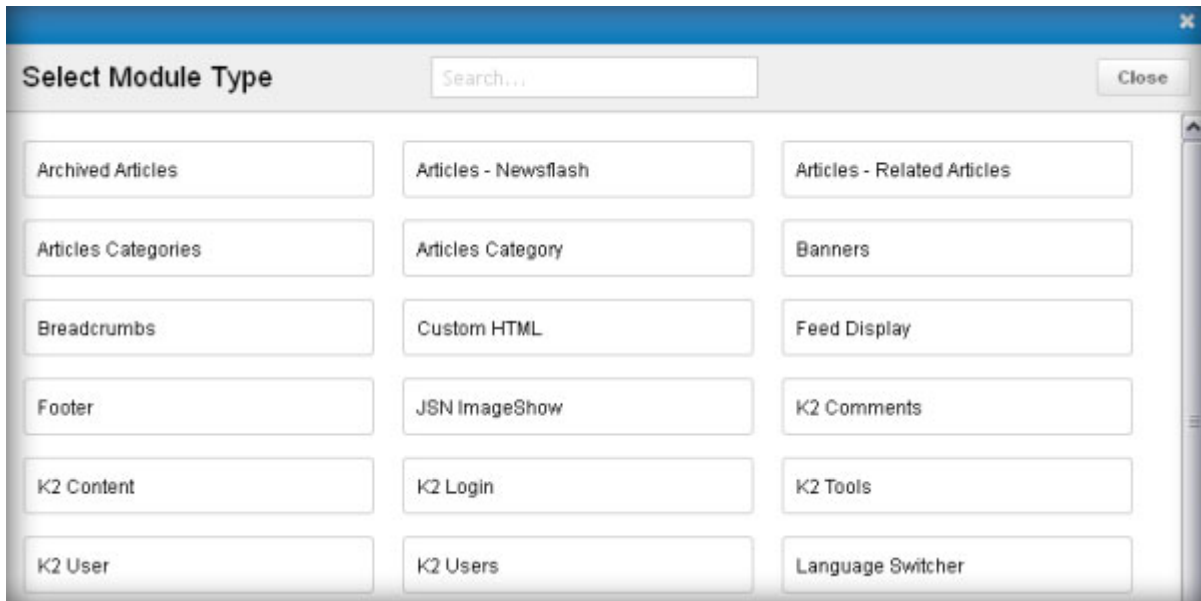 Select Module Type
Search...
Close
Archived Articles
Articles - Newsflash
Articles - Related Articles
Articles Categories
Articles Category
Banners
Breadcrumbs
Custom HTML
Feed Display
Footer
JSN ImageShow
K2 Comments
K2 Content
K2 Login
K2 Tools
K2 User
K2 Users
Language Switcher